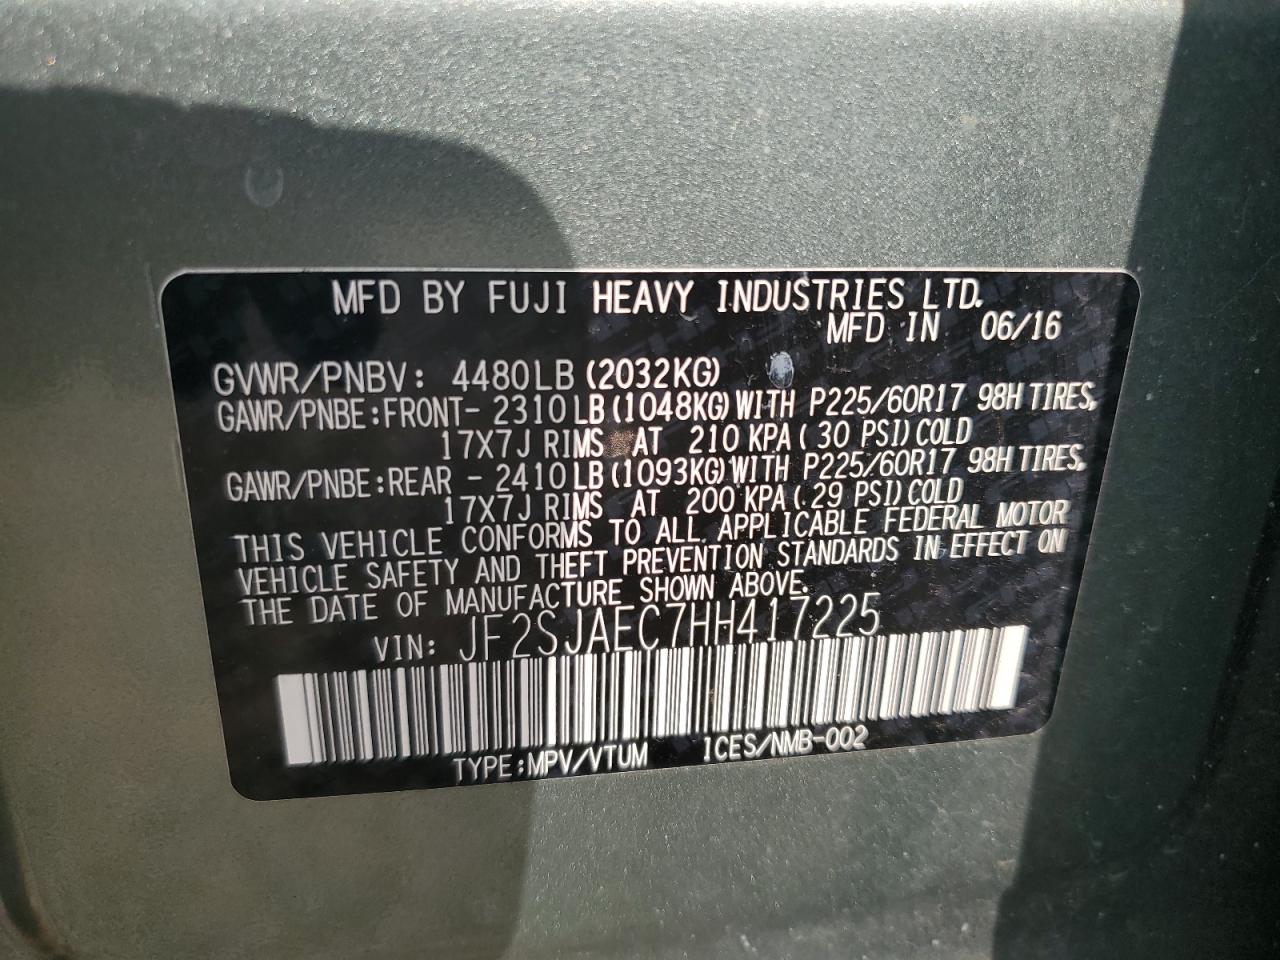 MFD BY FUJI HEAVY INDUSTRIES LTD.
MFD IN 06/16
GVWR/PNBV: 4480LB (2032KG)
GAWR/PNBE:FRONT- 2310 LB (1048KG) WITH P225/60R17 98H TIRES,
17X7J RIMS AT 210 KPA ( 30 PSI) COLD
GAWR/PNBE:REAR - 2410 LB (1093KG) WITH P225/60R17 98H TIRES,
17X7J RIMS AT 200 KPA ( 29 PSI) COLD
THIS VEHICLE CONFORMS TO ALL APPLICABLE FEDERAL MOTOR
VEHICLE SAFETY AND THEFT PREVENTION STANDARDS IN EFFECT ON
THE DATE OF MANUFACTURE SHOWN ABOVE.
VIN: JF2SJAEC7HH417225
TYPE:MPV/VTUM ICES/NMB-002